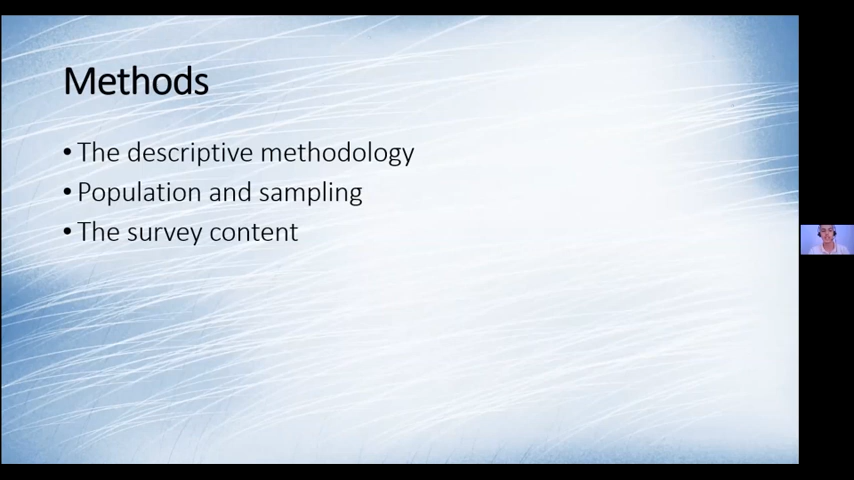 Methods
• The descriptive methodology
• Population and sampling
• The survey content